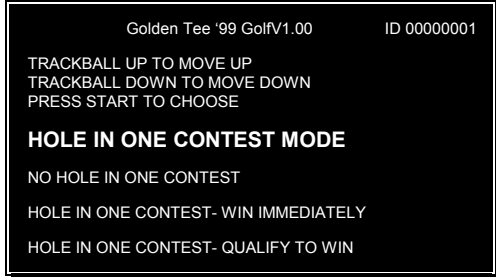 Golden Tee ‘99 GolfV1.00 ID 00000001
TRACKBALL UP TO MOVE UP
TRACKBALL DOWN TO MOVE DOWN
PRESS START TO CHOOSE
HOLE IN ONE CONTEST MODE
NO HOLE IN ONE CONTEST
HOLE IN ONE CONTEST- WIN IMMEDIATELY
HOLE IN ONE CONTEST- QUALIFY TO WIN